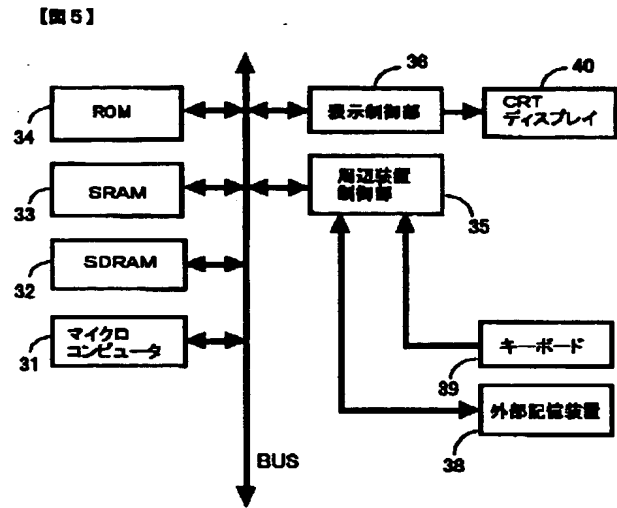 【図5】
36
40
34
ROM
表示制御部
CRT
ディスプレイ
33
SRAM
周辺装置
制御部
35
32
SDRAM
31
マイクロ
コンピュータ
キーボード
39
外部記憶装置
38
BUS